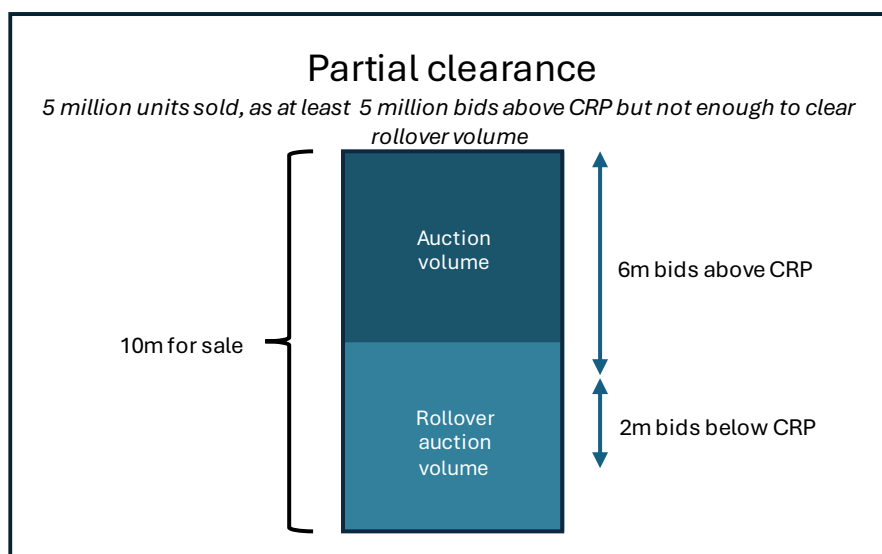 Partial clearance
5 million units sold, as at least 5 million bids above CRP but not enough to clear
rollover volume
Auction
volume
6m bids above CRP
10m for sale
Rollover
auction
volume
2m bids below CRP